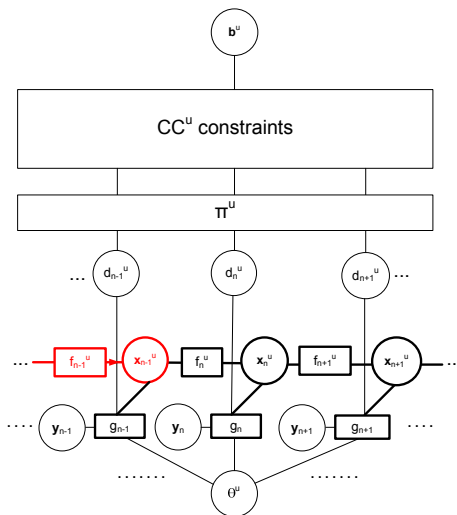 b^u
CC^u constraints
π^u
... d_{n-1}^u d_n^u d_{n+1}^u ...
... f_{n-1}^u x_{n-1}^u f_n^u x_n^u f_{n+1}^u x_{n+1}^u ...
.... y_{n-1} g_{n-1} y_n g_n y_{n+1} g_{n+1} ....
....... θ^u .......